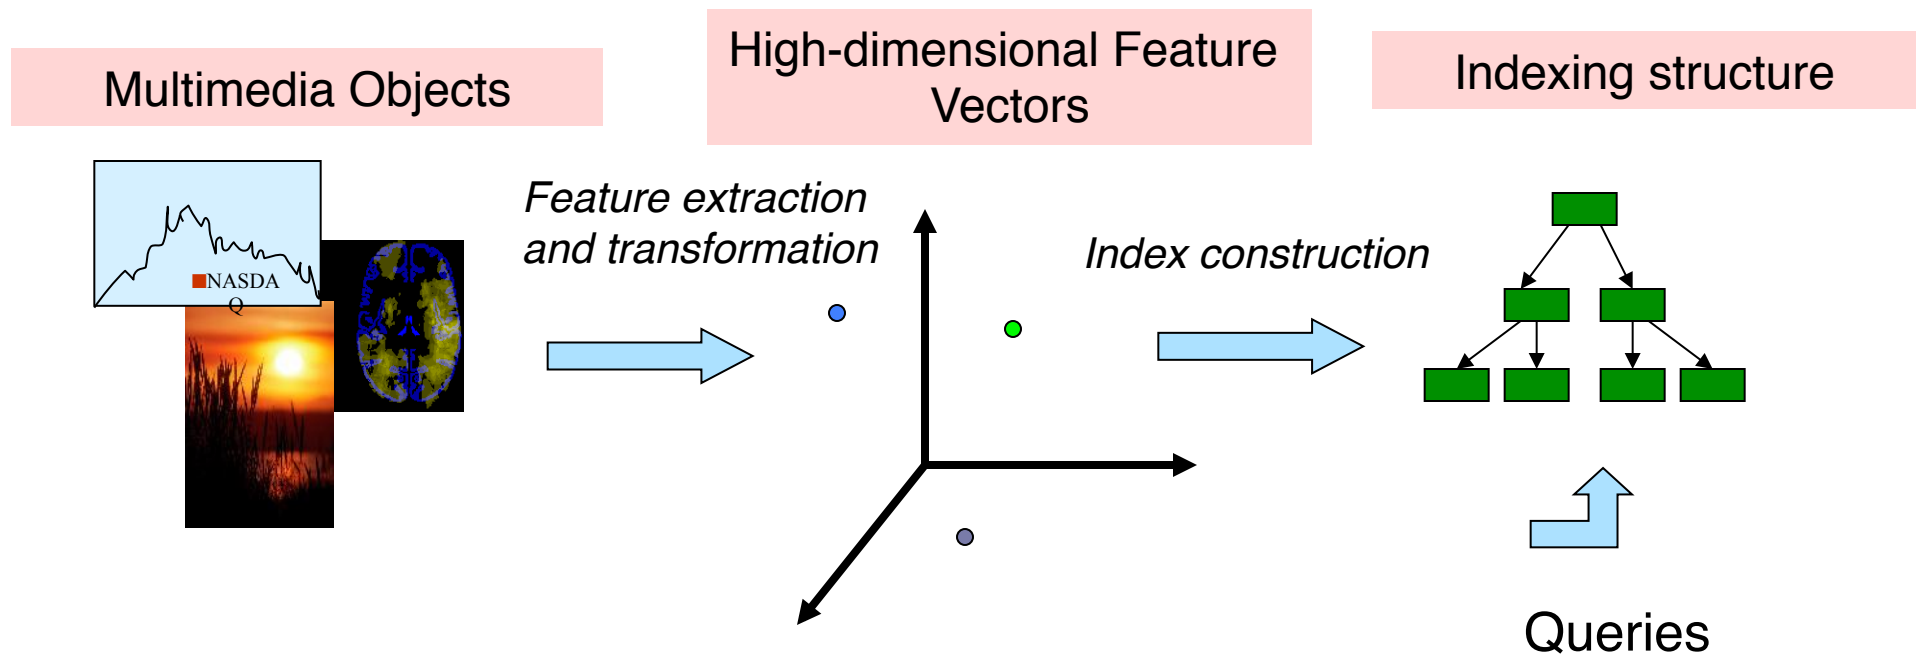 Multimedia Objects
High-dimensional Feature
Vectors
Indexing structure
Feature extraction
and transformation
Index construction
NASDA
Q
Queries